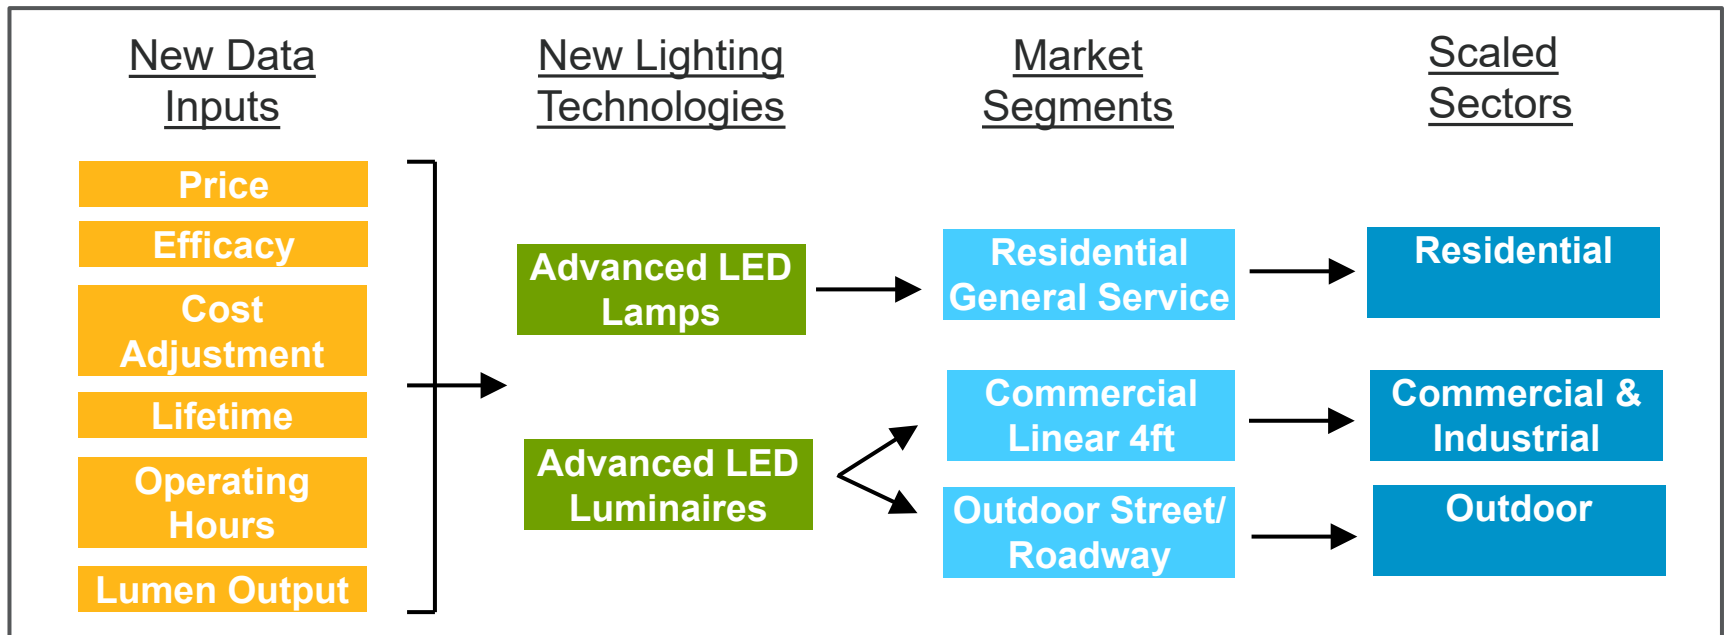 New Data
Inputs
New Lighting
Technologies
Market
Segments
Scaled
Sectors
Price
Efficacy
Cost
Adjustment
Lifetime
Operating
Hours
Lumen Output
Advanced LED
Lamps
Advanced LED
Luminaires
Residential
General Service
Commercial
Linear 4ft
Outdoor Street/
Roadway
Residential
Commercial &
Industrial
Outdoor